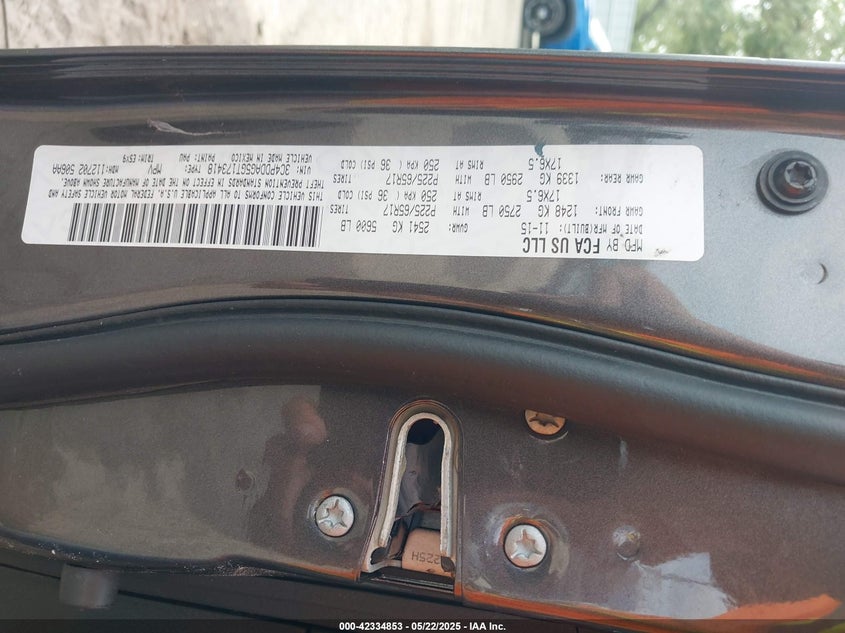 MFD BY FCA US LLC
DATE OF MFR(BUILT): 11-15 GVWR: 2541 KG 5600 LB
GAWR FRONT: 1248 KG 2750 LB WITH P225/65R17 TIRES
17X6.5 RIMS AT 250 KPA ( 36 PSI) COLD
GAWR REAR: 1339 KG 2950 LB WITH P225/65R17 TIRES
17X6.5 RIMS AT 250 KPA ( 36 PSI) COLD
THIS VEHICLE CONFORMS TO ALL APPLICABLE U.S.A. FEDERAL MOTOR VEHICLE SAFETY AND
THEFT PREVENTION STANDARDS IN EFFECT ON THE DATE OF MANUFACTURE SHOWN ABOVE.
VIN: 3C4PDDAG5GT173418 TYPE: MPV MDH:112702 506AA
VEHICLE MADE IN MEXICO PAINT: PAU TRIM: E5X9
225H
000-42334853 - 05/22/2025 - IAA Inc.